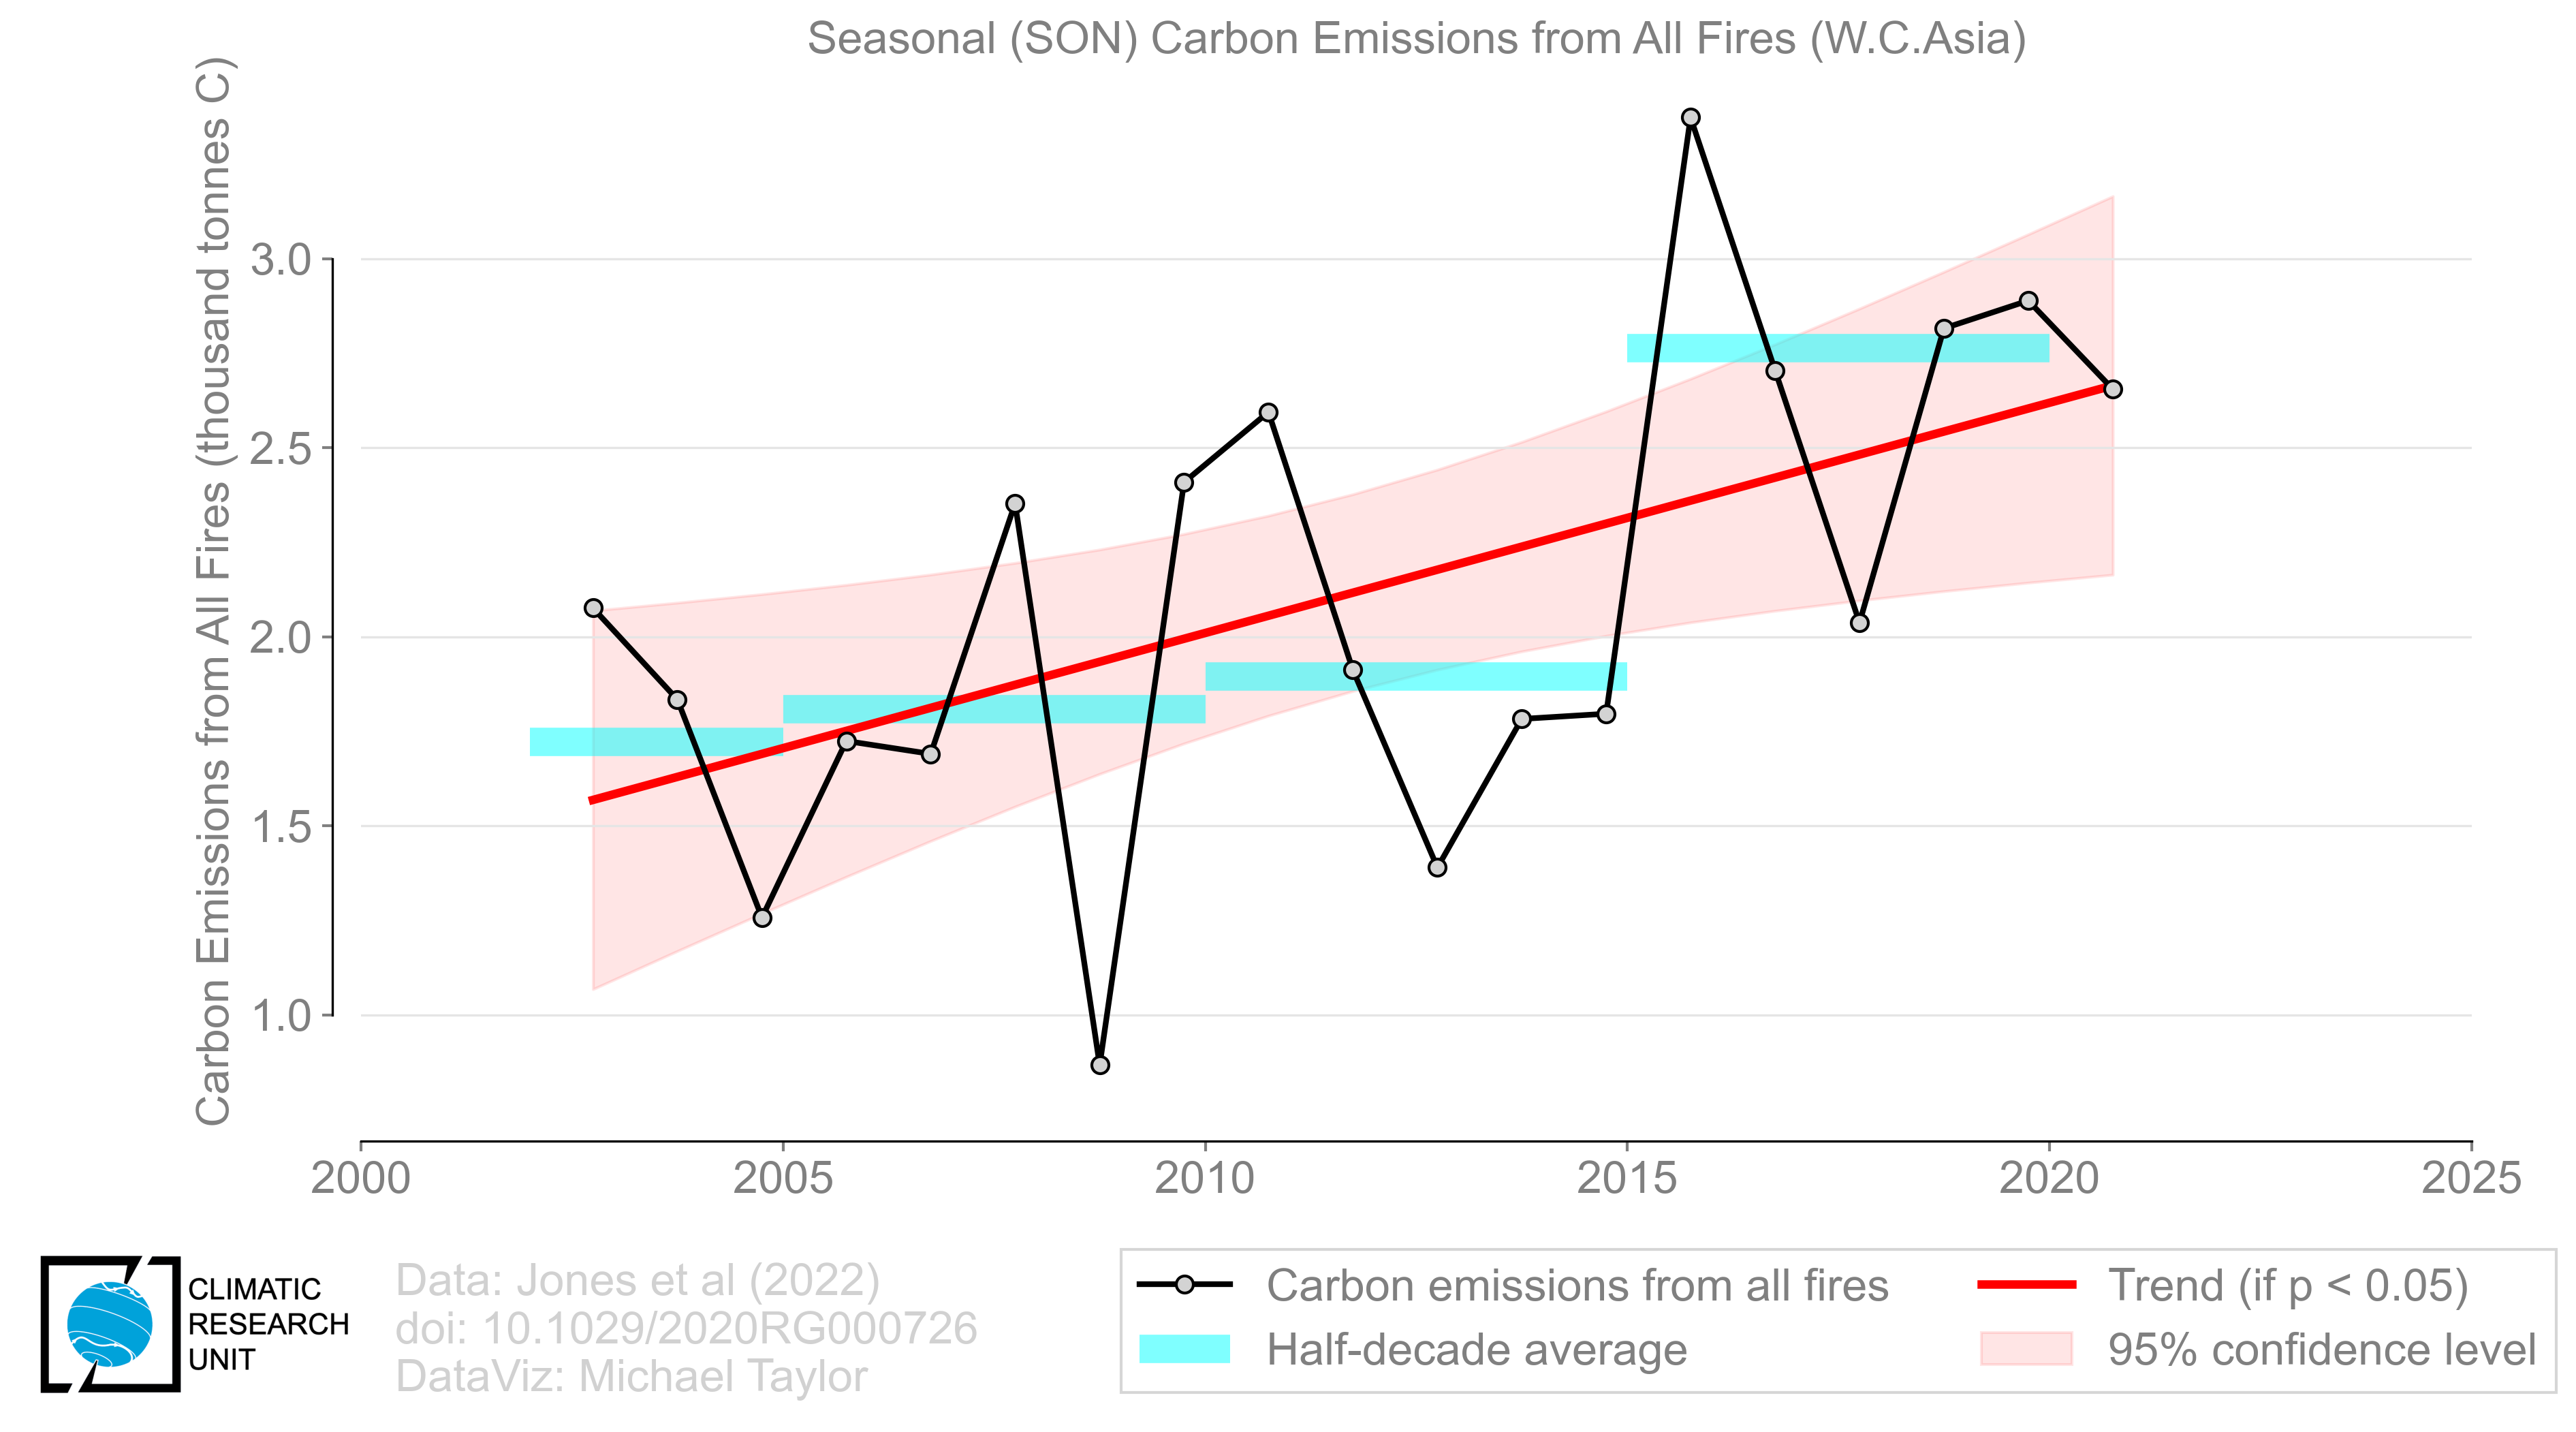 Seasonal (SON) Carbon Emissions from All Fires (W.C.Asia)
Carbon Emissions from All Fires (thousand tonnes C)
3.0
2.5
2.0
1.5
1.0
2000 2005 2010 2015 2020 2025
CLIMATIC
RESEARCH
UNIT
Data: Jones et al (2022)
doi: 10.1029/2020RG000726
DataViz: Michael Taylor
Carbon emissions from all fires
Half-decade average
Trend (if p < 0.05)
95% confidence level